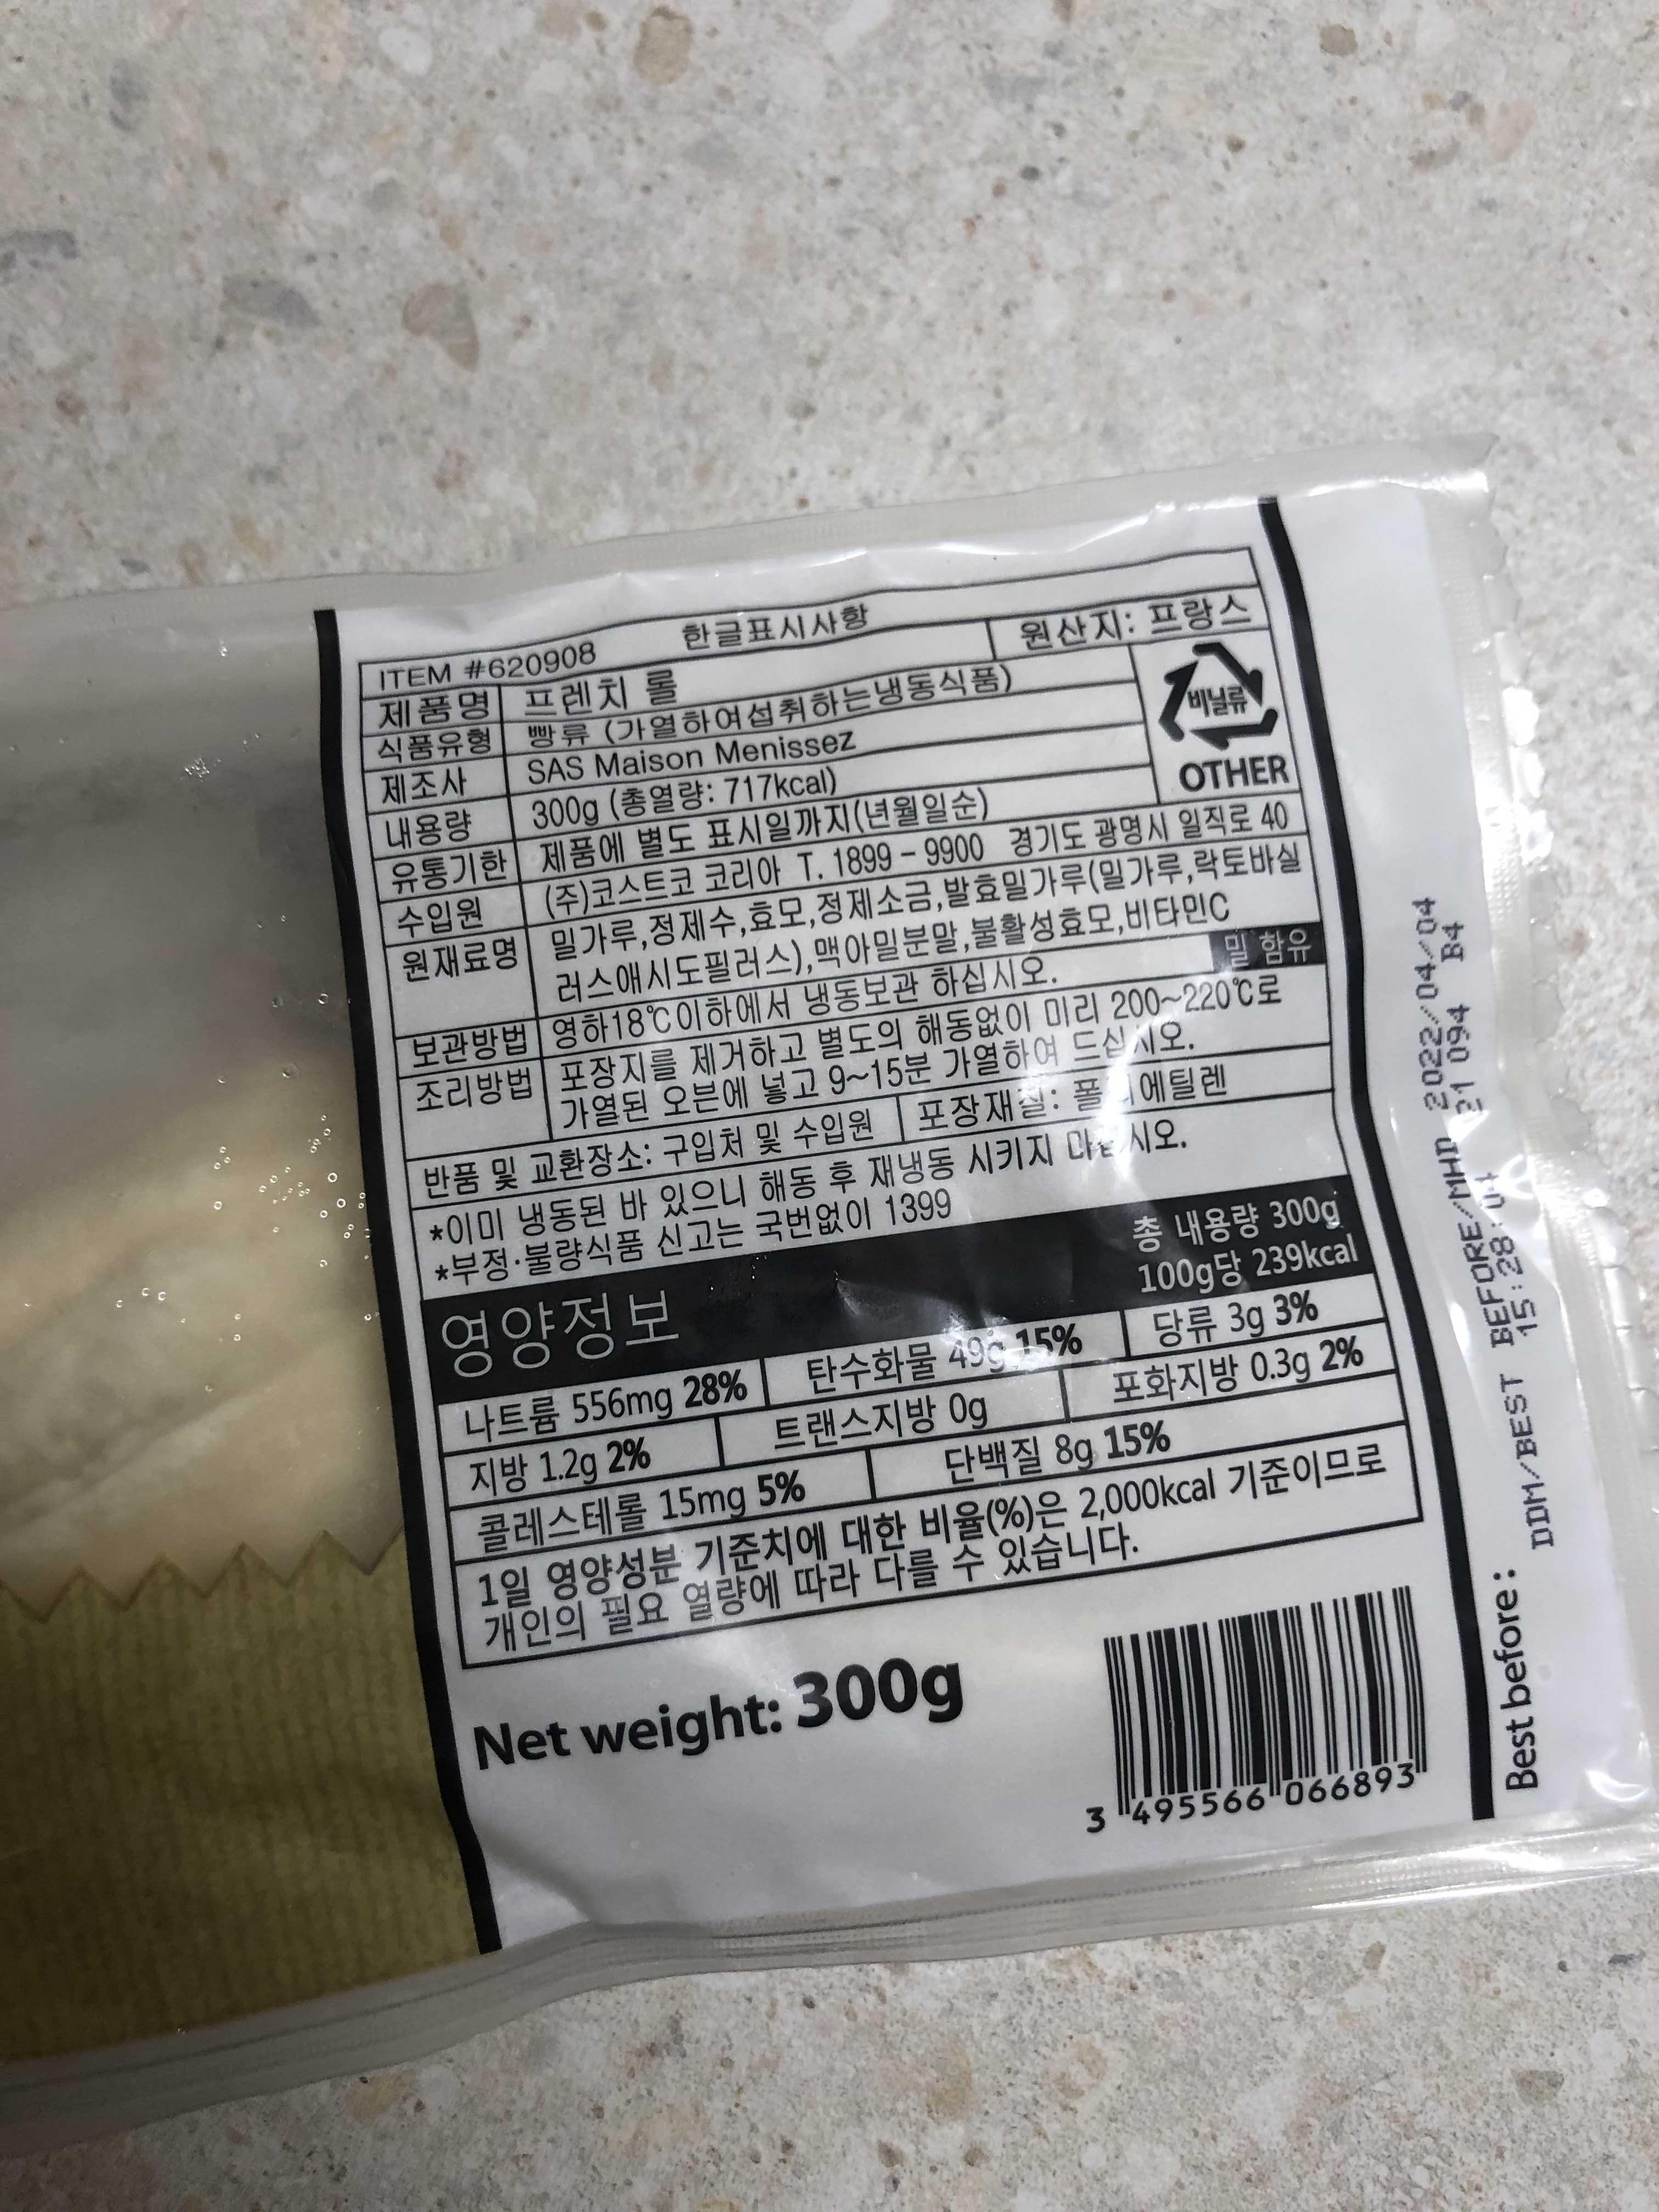 한글표시사항
ITEM #620908
원산지: 프랑스
제품명 프렌치 롤
식품유형 빵류 (가열하여섭취하는냉동식품)
제조사 SAS Maison Menissez
내용량 300g (총열량: 717kcal)
비닐류
OTHER
유통기한 제품에 별도 표시일까지(년월일순)
수입원 (주)코스트코 코리아 T. 1899 - 9900 경기도 광명시 일직로 40
원재료명 밀가루,정제수,효모,정제소금,발효밀가루(밀가루,락토바실
러스애시도필러스),맥아밀분말,불활성효모,비타민C
밀 함유
보관방법 영하18℃이하에서 냉동보관 하십시오.
조리방법 포장지를 제거하고 별도의 해동없이 미리 200~220℃로
가열된 오븐에 넣고 9~15분 가열하여 드십시오.
반품 및 교환장소: 구입처 및 수입원 포장재질: 폴리에틸렌
*이미 냉동된 바 있으니 해동 후 재냉동 시키지 마십시오.
*부정·불량식품 신고는 국번없이 1399
영양정보
총 내용량 300g
100g당 239kcal
나트륨 556mg 28% 탄수화물 49g 15% 당류 3g 3%
지방 1.2g 2% 트랜스지방 0g 포화지방 0.3g 2%
콜레스테롤 15mg 5% 단백질 8g 15%
1일 영양성분 기준치에 대한 비율(%)은 2,000kcal 기준이므로
개인의 필요 열량에 따라 다를 수 있습니다.
Net weight: 300g
3 495566 066893
Best before:
DDM/BEST BEFORE/MHD 2022/04/04
21 094 B4